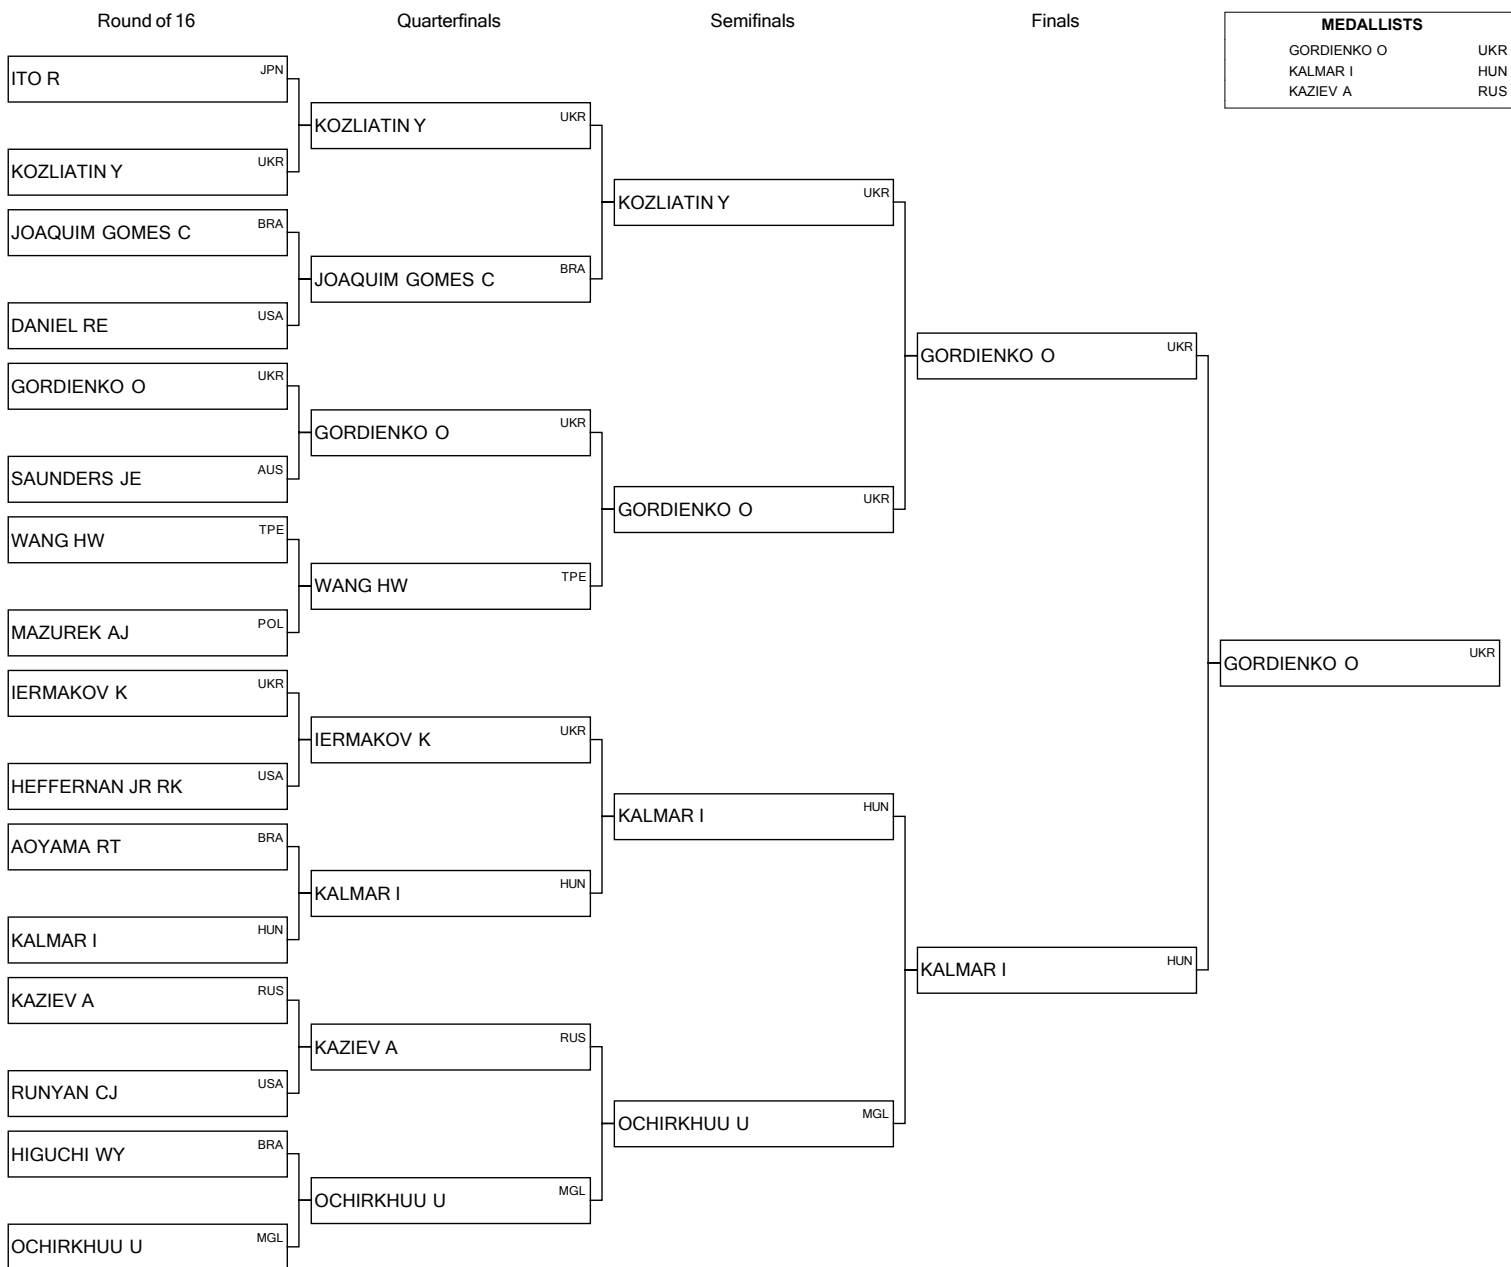 Round of 16 Quarterfinals Semifinals Finals
MEDALLISTS
GORDIENKO O UKR
KALMAR I HUN
KAZIEV A RUS
ITO R JPN
KOZLIATIN Y UKR
JOAQUIM GOMES C BRA
DANIEL RE USA
GORDIENKO O UKR
SAUNDERS JE AUS
WANG HW TPE
MAZUREK AJ POL
IERMAKOV K UKR
HEFFERNAN JR RK USA
AOYAMA RT BRA
KALMAR I HUN
KAZIEV A RUS
RUNYAN CJ USA
HIGUCHI WY BRA
OCHIRKHUU U MGL
KOZLIATIN Y UKR
JOAQUIM GOMES C BRA
GORDIENKO O UKR
WANG HW TPE
IERMAKOV K UKR
KALMAR I HUN
KAZIEV A RUS
OCHIRKHUU U MGL
KOZLIATIN Y UKR
GORDIENKO O UKR
KALMAR I HUN
OCHIRKHUU U MGL
GORDIENKO O UKR
KALMAR I HUN
GORDIENKO O UKR